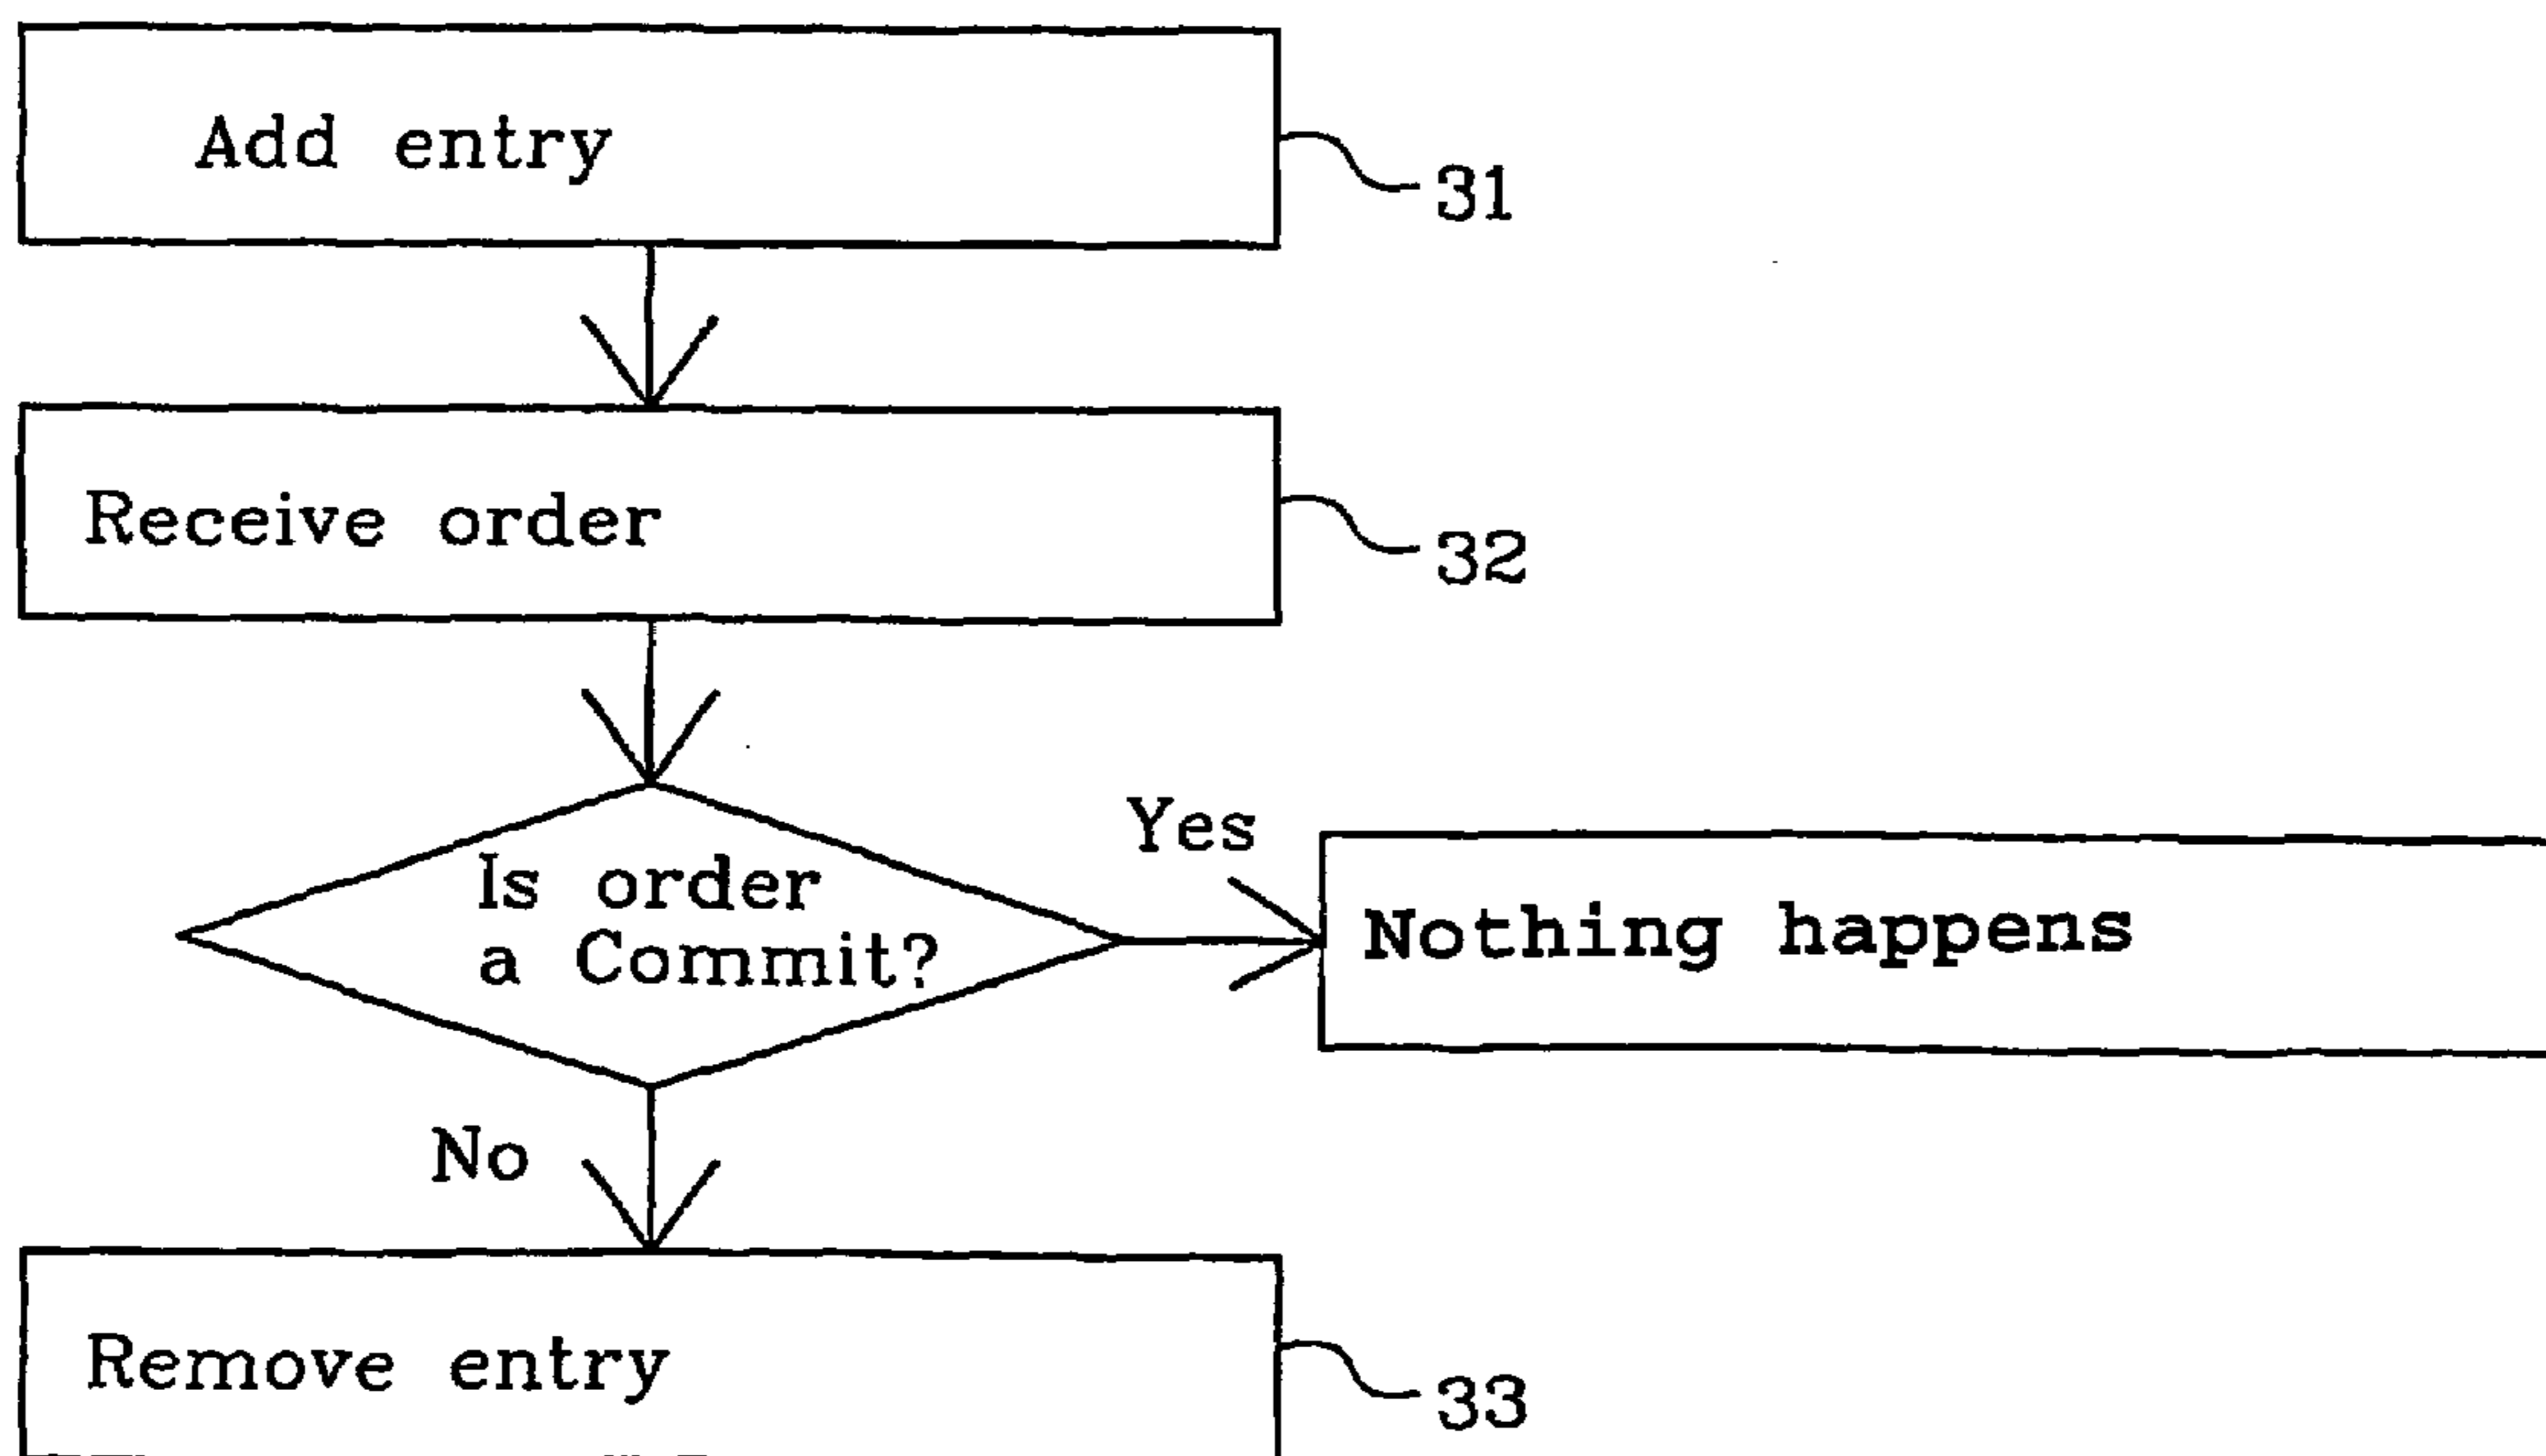 Add entry
31
Receive order
32
Is order
a Commit?
Yes
Nothing happens
No
Remove entry
33